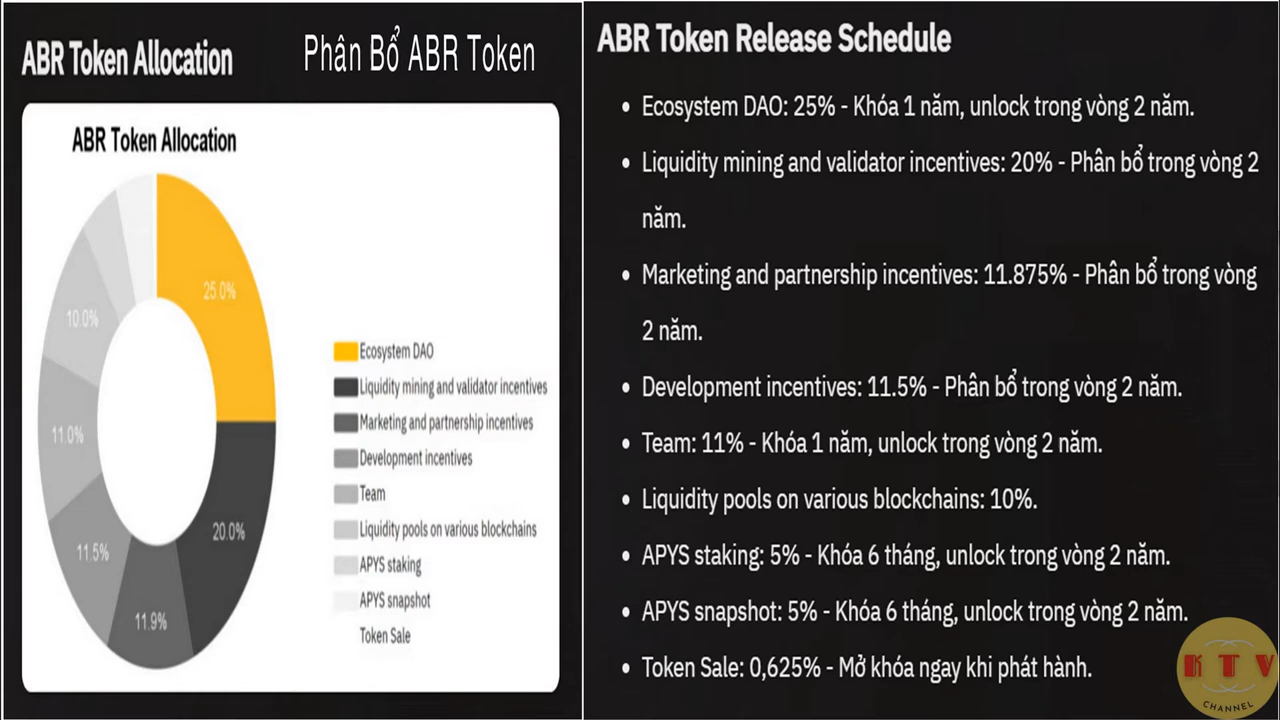 ABR Token Allocation
Phân Bổ ABR Token
ABR Token Allocation
25.0%
10.0%
11.0%
20.0%
11.5%
11.9%
Ecosystem DAO
Liquidity mining and validator incentives
Marketing and partnership incentives
Development incentives
Team
Liquidity pools on various blockchains
APYS staking
APYS snapshot
Token Sale
ABR Token Release Schedule
• Ecosystem DAO: 25% - Khóa 1 năm, unlock trong vòng 2 năm.
• Liquidity mining and validator incentives: 20% - Phân bổ trong vòng 2
năm.
• Marketing and partnership incentives: 11.875% - Phân bổ trong vòng
2 năm.
• Development incentives: 11.5% - Phân bổ trong vòng 2 năm.
• Team: 11% - Khóa 1 năm, unlock trong vòng 2 năm.
• Liquidity pools on various blockchains: 10%.
• APYS staking: 5% - Khóa 6 tháng, unlock trong vòng 2 năm.
• APYS snapshot: 5% - Khóa 6 tháng, unlock trong vòng 2 năm.
• Token Sale: 0,625% - Mở khóa ngay khi phát hành.
KTV
CHANNEL